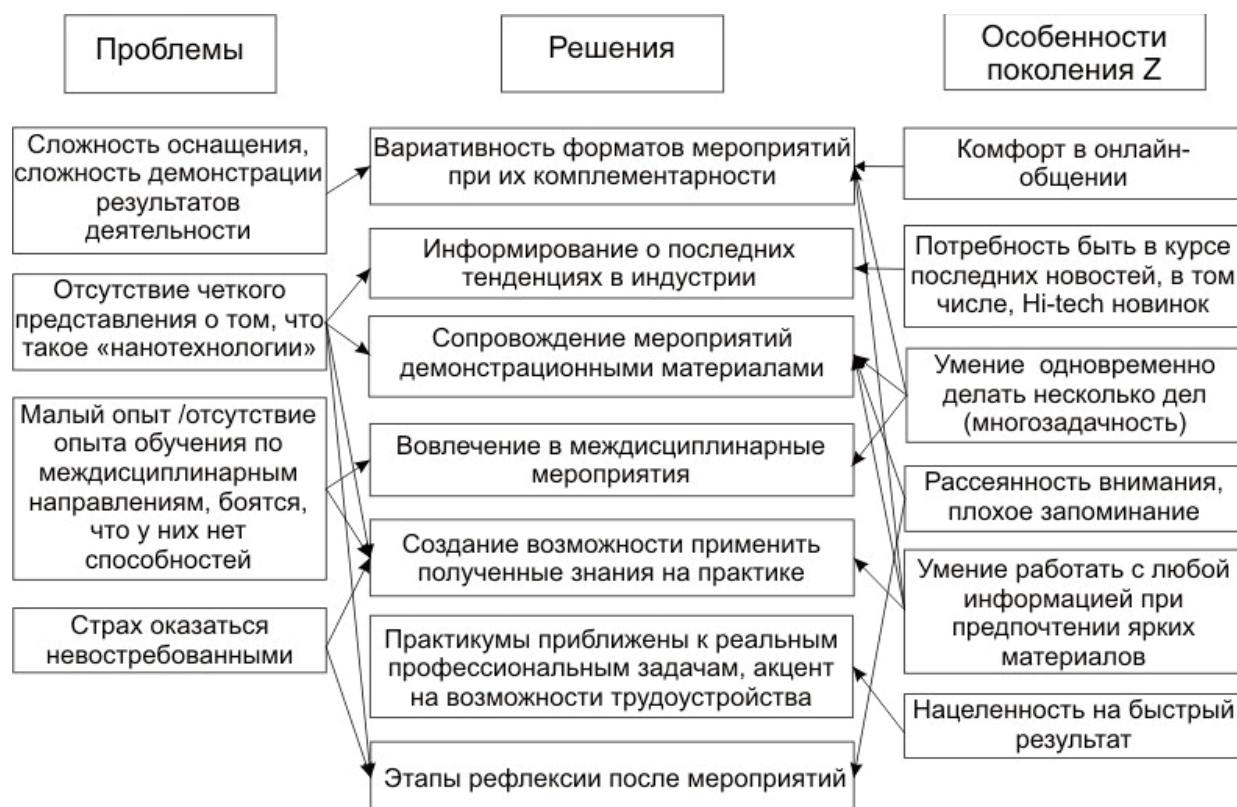 Проблемы
Решения
Особенности
поколения Z
Сложность оснащения,
сложность демонстрации
результатов
деятельности
Отсутствие четкого
представления о том, что
такое «нанотехнологии»
Малый опыт /отсутствие
опыта обучения по
междисциплинарным
направлениям, боятся,
что у них нет
способностей
Страх оказаться
невостребованными
Вариативность форматов мероприятий
при их комплементарности
Информирование о последних
тенденциях в индустрии
Сопровождение мероприятий
демонстрационными материалами
Вовлечение в междисциплинарные
мероприятия
Создание возможности применить
полученные знания на практике
Практикумы приближены к реальным
профессиональным задачам, акцент
на возможности трудоустройства
Этапы рефлексии после мероприятий
Комфорт в онлайн-
общении
Потребность быть в курсе
последних новостей, в том
числе, Hi-tech новинок
Умение одновременно
делать несколько дел
(многозадачность)
Рассеянность внимания,
плохое запоминание
Умение работать с любой
информацией при
предпочтении ярких
материалов
Нацеленность на быстрый
результат